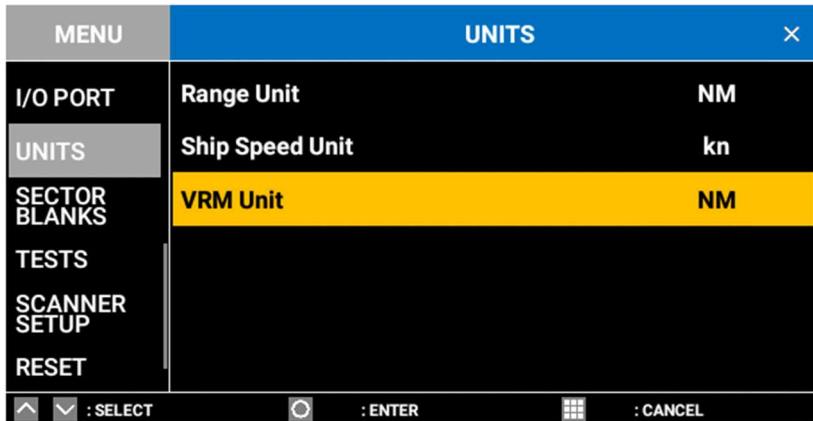 MENU
UNITS ×
I/O PORT
UNITS
SECTOR
BLANKS
TESTS
SCANNER
SETUP
RESET
Range Unit NM
Ship Speed Unit kn
VRM Unit NM
: SELECT : ENTER : CANCEL